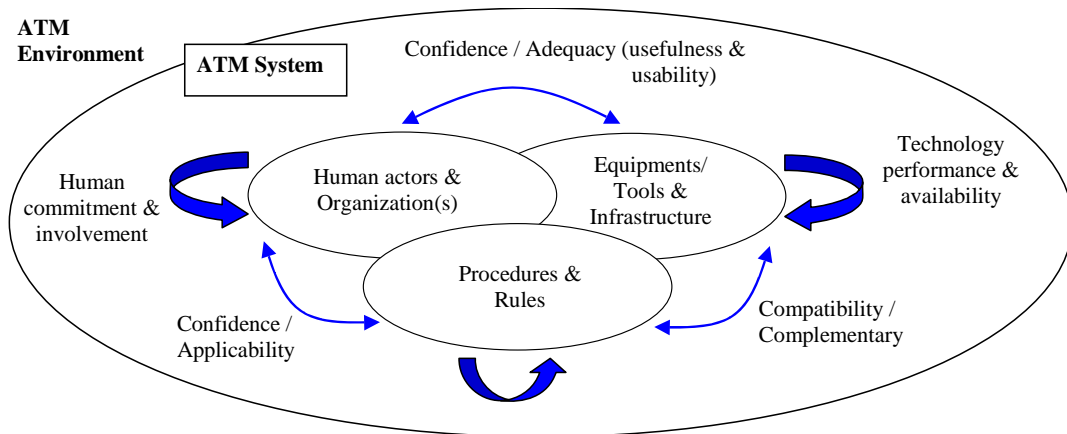 ATM
Environment
ATM System
Confidence / Adequacy (usefulness &
usability)
Human
commitment &
involvement
Human actors &
Organization(s)
Equipments/
Tools &
Infrastructure
Technology
performance &
availability
Procedures &
Rules
Confidence /
Applicability
Compatibility /
Complementary